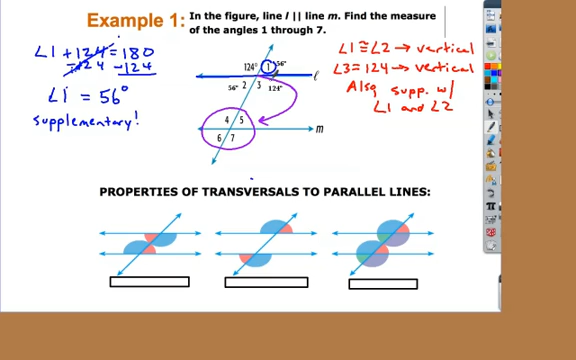 Example 1:
In the figure, line l || line m. Find the measure
of the angles 1 through 7.
∠1 + 124 = 180
-124 -124
∠1 = 56°
supplementary!
124° 1 56°
l
56° 2 3 124°
4 5
m
6 7
∠1 ≅ ∠2 → vertical
∠3 = 124 → vertical
Also supp. w/
∠1 and ∠2
PROPERTIES OF TRANSVERSALS TO PARALLEL LINES: